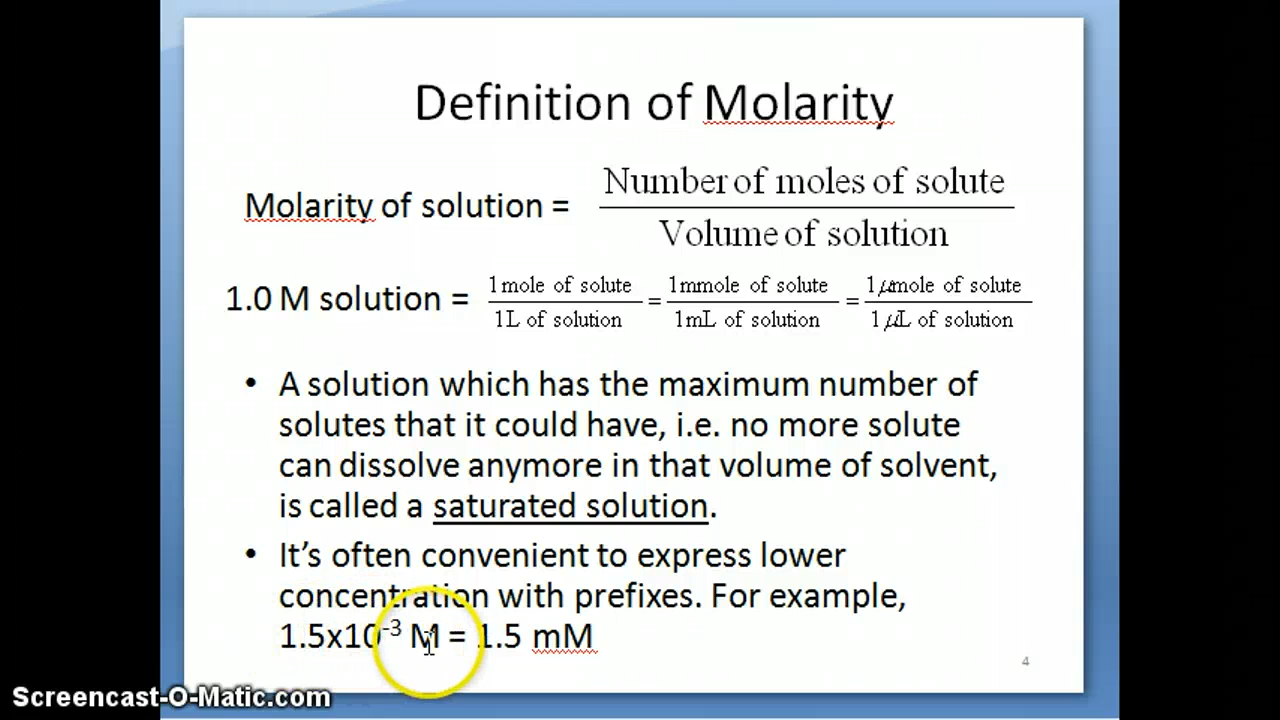 Definition of Molarity
Molarity of solution = Number of moles of solute / Volume of solution
1.0 M solution = 1 mole of solute / 1L of solution = 1 mmole of solute / 1mL of solution = 1 μmole of solute / 1 μL of solution
• A solution which has the maximum number of
solutes that it could have, i.e. no more solute
can dissolve anymore in that volume of solvent,
is called a saturated solution.
• It’s often convenient to express lower
concentration with prefixes. For example,
1.5x10⁻³ M = 1.5 mM
4
Screencast-O-Matic.com